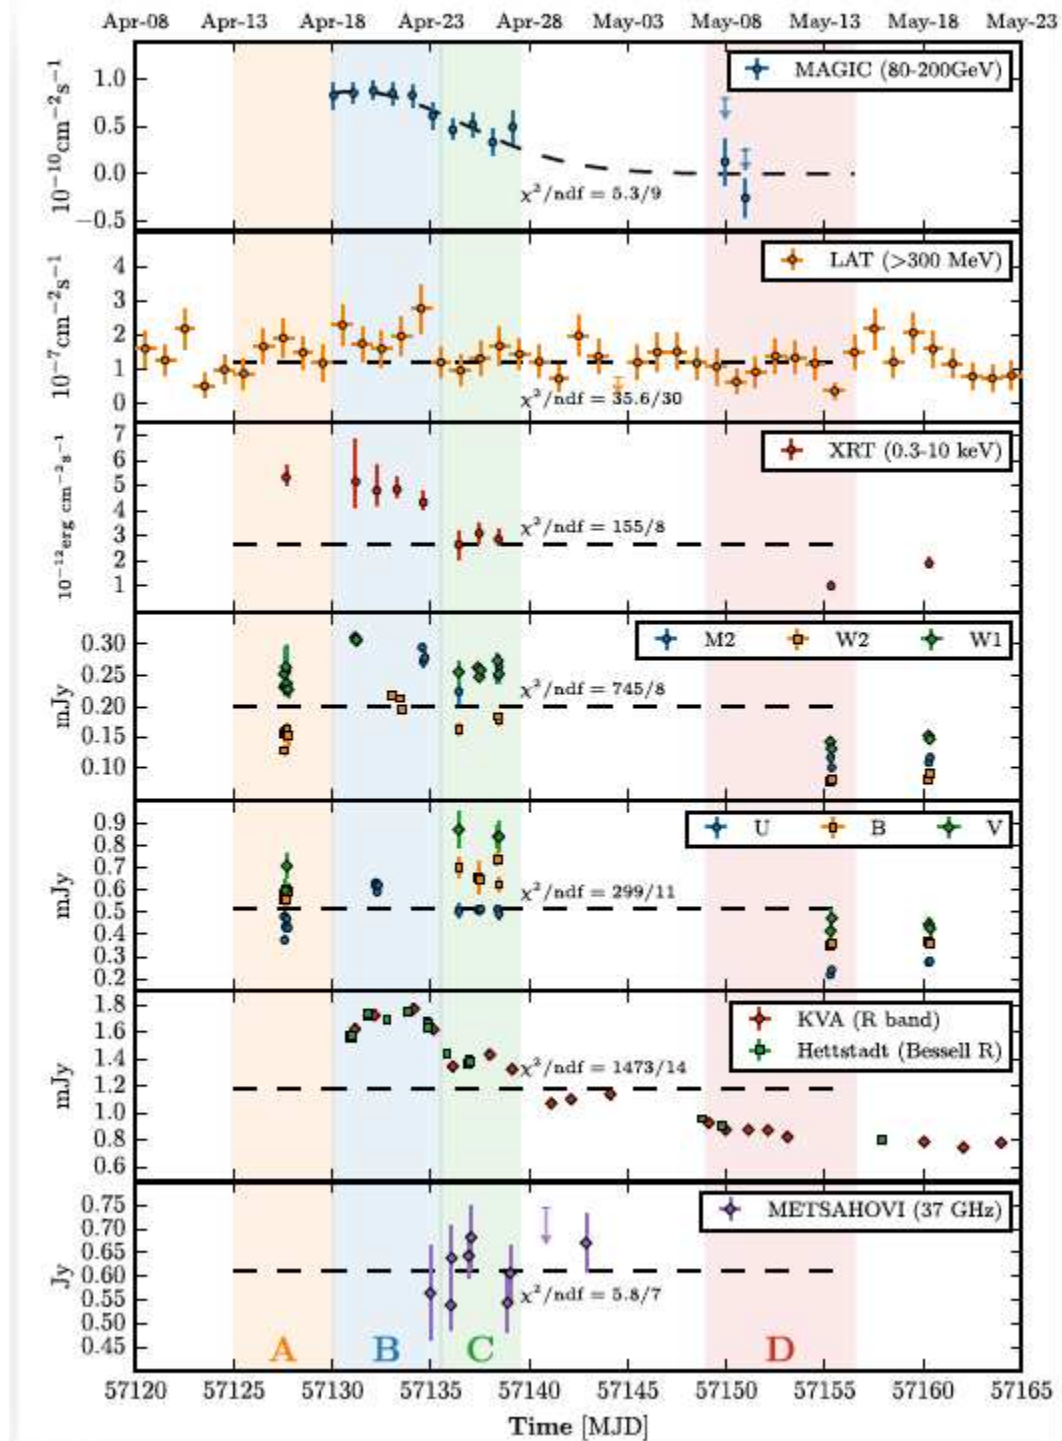 Apr-08 Apr-13 Apr-18 Apr-23 Apr-28 May-03 May-08 May-13 May-18 May-23
10⁻¹⁰cm⁻²s⁻¹
1.0
0.5
0.0
−0.5
MAGIC (80-200GeV)
χ²/ndf = 5.3/9
10⁻⁷cm⁻²s⁻¹
4
3
2
1
0
LAT (>300 MeV)
χ²/ndf = 35.6/30
10⁻¹²erg cm⁻²s⁻¹
7
6
5
4
3
2
1
XRT (0.3-10 keV)
χ²/ndf = 155/8
mJy
0.30
0.25
0.20
0.15
0.10
M2 W2 W1
χ²/ndf = 745/8
mJy
0.9
0.8
0.7
0.6
0.5
0.4
0.3
0.2
U B V
χ²/ndf = 299/11
mJy
1.8
1.6
1.4
1.2
1.0
0.8
0.6
KVA (R band)
Hettstadt (Bessell R)
χ²/ndf = 1473/14
Jy
0.75
0.70
0.65
0.60
0.55
0.50
0.45
METSAHOVI (37 GHz)
χ²/ndf = 5.8/7
A B C D
57120 57125 57130 57135 57140 57145 57150 57155 57160 57165
Time [MJD]